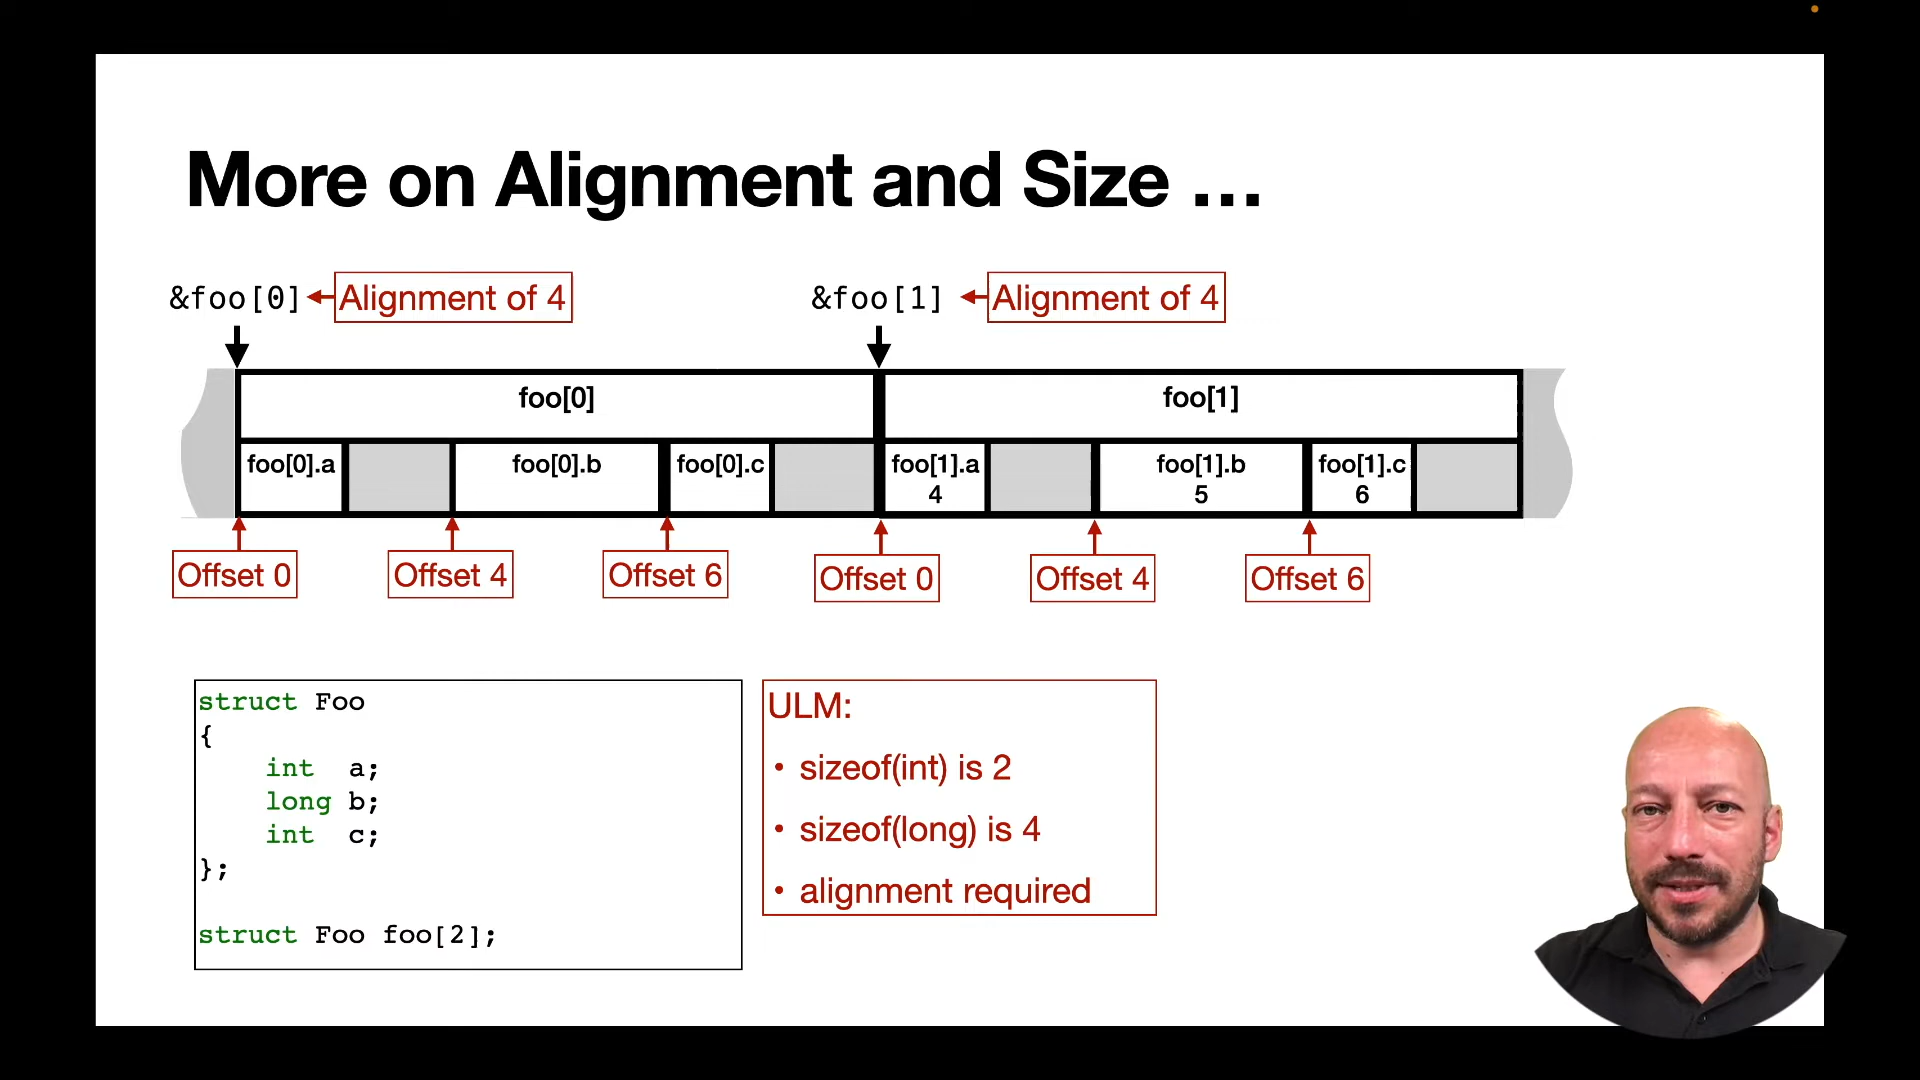 More on Alignment and Size ...
&foo[0] Alignment of 4 &foo[1] Alignment of 4
foo[0] foo[1]
foo[0].a foo[0].b foo[0].c foo[1].a foo[1].b foo[1].c
4 5 6
Offset 0 Offset 4 Offset 6 Offset 0 Offset 4 Offset 6
struct Foo
{
    int  a;
    long b;
    int  c;
};
struct Foo foo[2];
ULM:
• sizeof(int) is 2
• sizeof(long) is 4
• alignment required